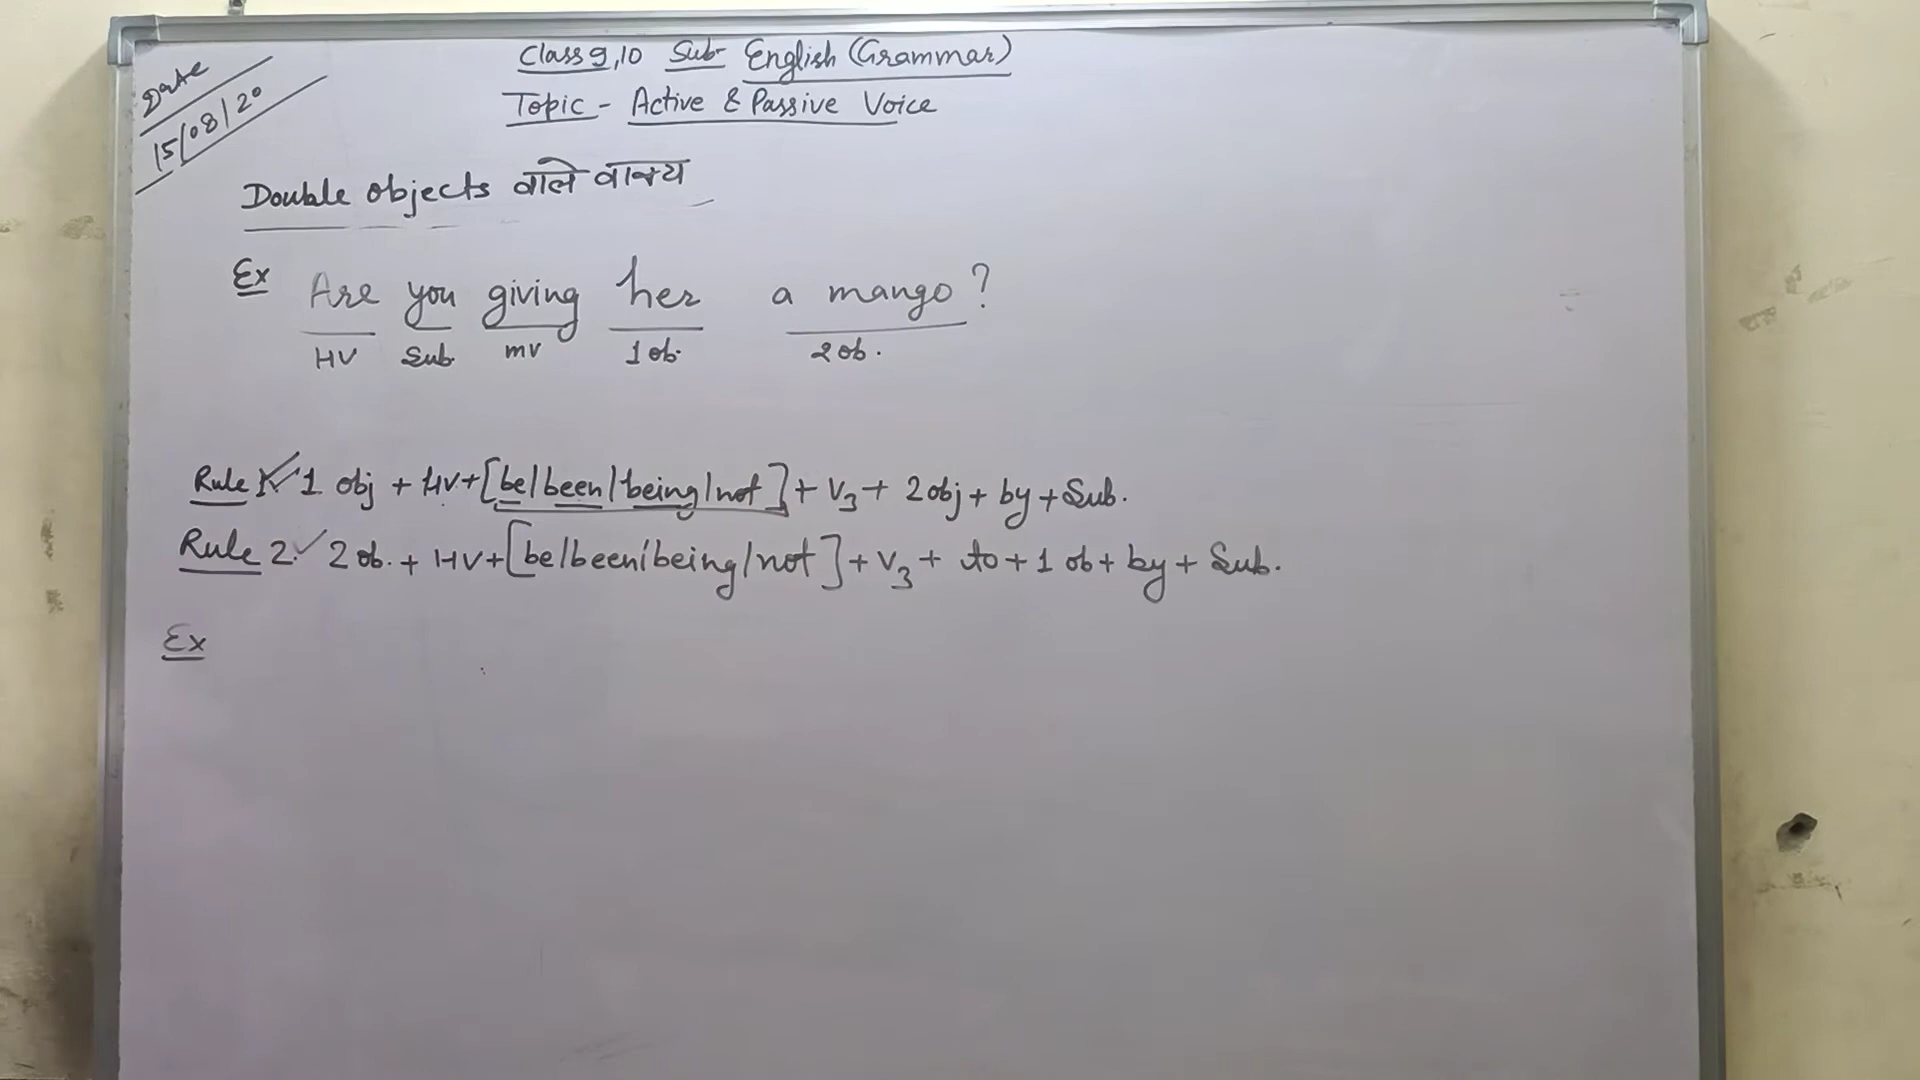 Date
15/08/20
Class 9,10 Sub- English (Grammar)
Topic - Active & Passive Voice
Double objects वाले वाक्य
Ex Are you giving her a mango?
HV Sub. mv 1 ob. 2 ob.
Rule 1. 1 obj + HV+[be/been/being/not]+ V3 + 2 obj + by + Sub.
Rule 2. 2 ob. + HV+[be/been/being/not]+ V3 + to + 1 ob + by + Sub.
Ex